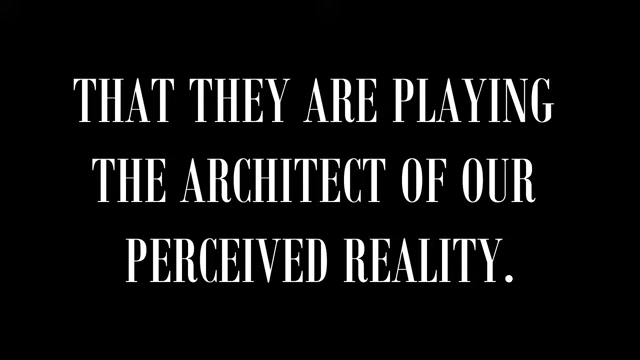 THAT THEY ARE PLAYING
THE ARCHITECT OF OUR
PERCEIVED REALITY.